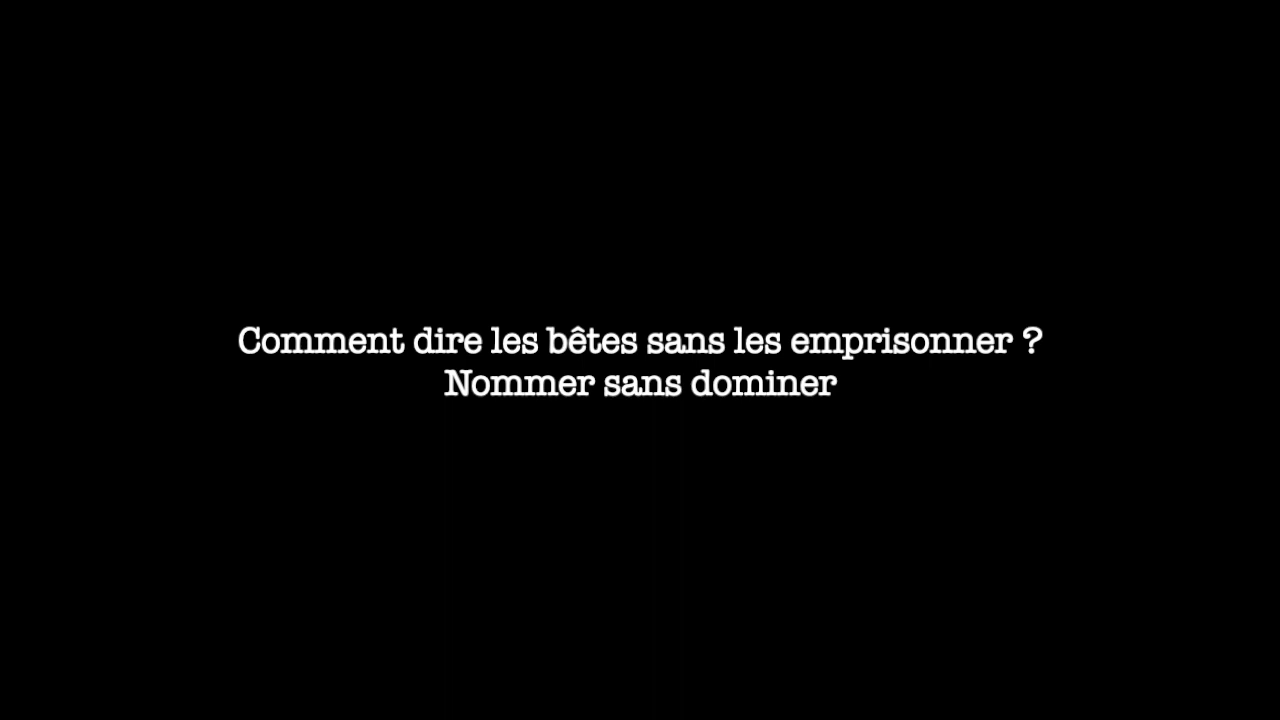 Comment dire les bêtes sans les emprisonner ?
Nommer sans dominer